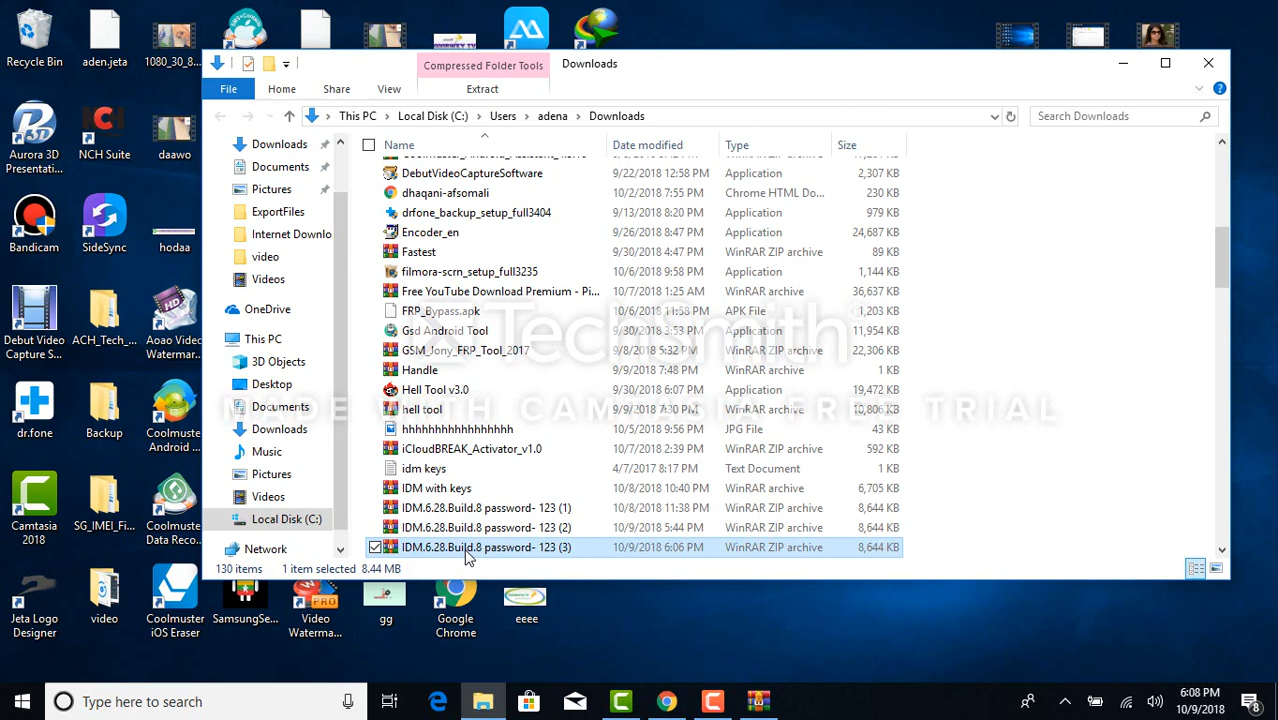 Recycle Bin
aden.jeta
1080_30_8...
Compressed Folder Tools
Downloads
File
Home
Share
View
Extract
This PC
Local Disk (C:)
Users
adena
Downloads
Search Downloads
Aurora 3D
Presentati...
NCH Suite
daawo
Bandicam
SideSync
hodaa
Debut Video
Capture S...
ACH_Tech_...
Aoao Video
Watermar...
dr.fone
Backup
Coolmuster
Android ...
Camtasia
2018
SG_IMEI_Fi...
Coolmuster
Data Reco...
Jeta Logo
Designer
video
Coolmuster
iOS Eraser
SamsungSe...
Video
Waterma...
gg
Google
Chrome
eeee
Downloads
Documents
Pictures
ExportFiles
Internet Downlo
video
Videos
OneDrive
This PC
3D Objects
Desktop
Documents
Downloads
Music
Pictures
Videos
Local Disk (C:)
Network
Name
Date modified
Type
Size
DebutVideoCaptureSoftware 9/22/2018 12:58 PM Application 2,307 KB
dhaqani-afsomali 10/2/2018 7:55 PM Chrome HTML Do... 230 KB
drfone_backup_setup_full3404 9/13/2018 8:20 PM Application 979 KB
Encoder_en 9/26/2018 8:47 PM Application 24,687 KB
Fastest 9/30/2018 4:47 PM WinRAR ZIP archive 89 KB
filmora-scrn_setup_full3235 10/6/2018 9:58 PM Application 1,144 KB
Free YouTube Download Premium - Pi... 10/7/2018 1:25 AM WinRAR archive 36,637 KB
FRP_Bypass.apk 10/6/2018 11:58 PM APK File 1,203 KB
Gsd Android Tool 9/30/2018 3:53 PM Application 11,954 KB
GSM_Jony_FRP_Tool_2017 9/8/2018 5:32 PM WinRAR archive 22,306 KB
Handle 9/9/2018 7:48 PM WinRAR archive
Hell Tool v3.0 9/30/2018 6:07 PM Application 19,472 KB
hell tool 9/9/2018 7:30 PM WinRAR archive 10,806 KB
hhhhhhhhhhhhhhhhh 10/5/2018 9:56 PM JPG File 43 KB
iCloudBREAK_Activator_v1.0 10/7/2018 2:39 PM WinRAR archive 592 KB
idm keys 4/7/2017 8:17 PM Text Document 1 KB
IDM with keys 10/8/2018 10:40 PM WinRAR archive 6,705 KB
IDM.6.28.Build.8 password- 123 (1) 10/8/2018 11:38 PM WinRAR ZIP archive 8,644 KB
IDM.6.28.Build.8 password- 123 (2) 10/9/2018 5:44 PM WinRAR ZIP archive 8,644 KB
IDM.6.28.Build.8 password- 123 (3) 10/9/2018 6:06 PM WinRAR ZIP archive 8,644 KB
TechSmith
MADE WITH CAMTASIA FREE TRIAL
130 items
1 item selected 8.44 MB
Type here to search
6:08 PM
10/9/2018
8